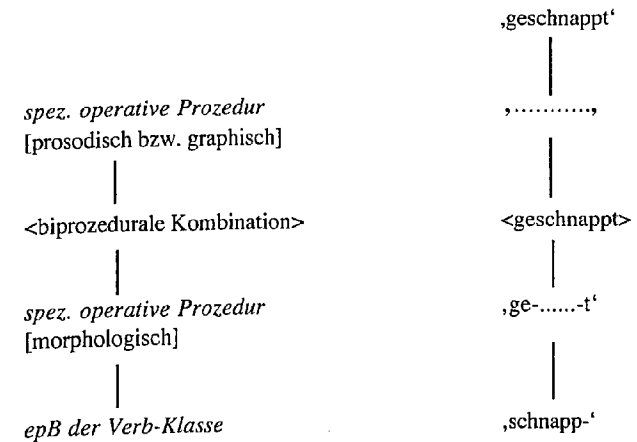 ‚geschnappt‘
spez. operative Prozedur
‚...........,
[prosodisch bzw. graphisch]
<biprozedurale Kombination>
<geschnappt>
spez. operative Prozedur
‚ge-......-t‘
[morphologisch]
epB der Verb-Klasse
‚schnapp-‘